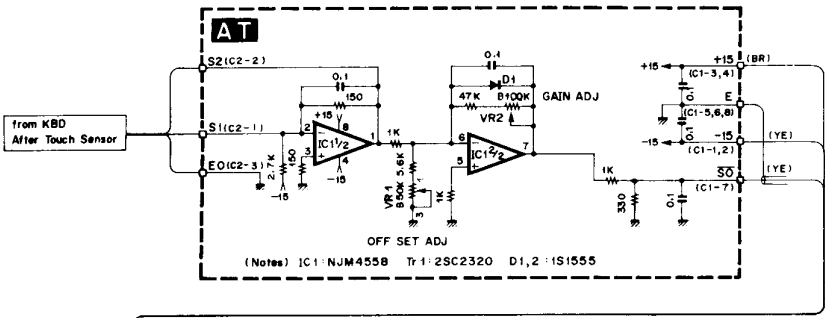 AT
S2(C2-2)
S1(C2-1)
E0(C2-3)
from KBD
After Touch Sensor
0.1
150
+15
2
8
1
3
4
IC1 1/2
-15
150
2.7K
-15
1K
5.6K
VR1
B50K
1
3
OFF SET ADJ
0.1
D1
47K
B100K
VR2
GAIN ADJ
6
7
5
IC1 2/2
1K
1K
330
0.1
+15
+15 (BR)
(C1-3,4)
0.1
E
(C1-5,6,8)
0.1
-15
-15 (YE)
(C1-1,2)
S0 (YE)
(C1-7)
(Notes) IC1:NJM4558 Tr1:2SC2320 D1,2:1S1555